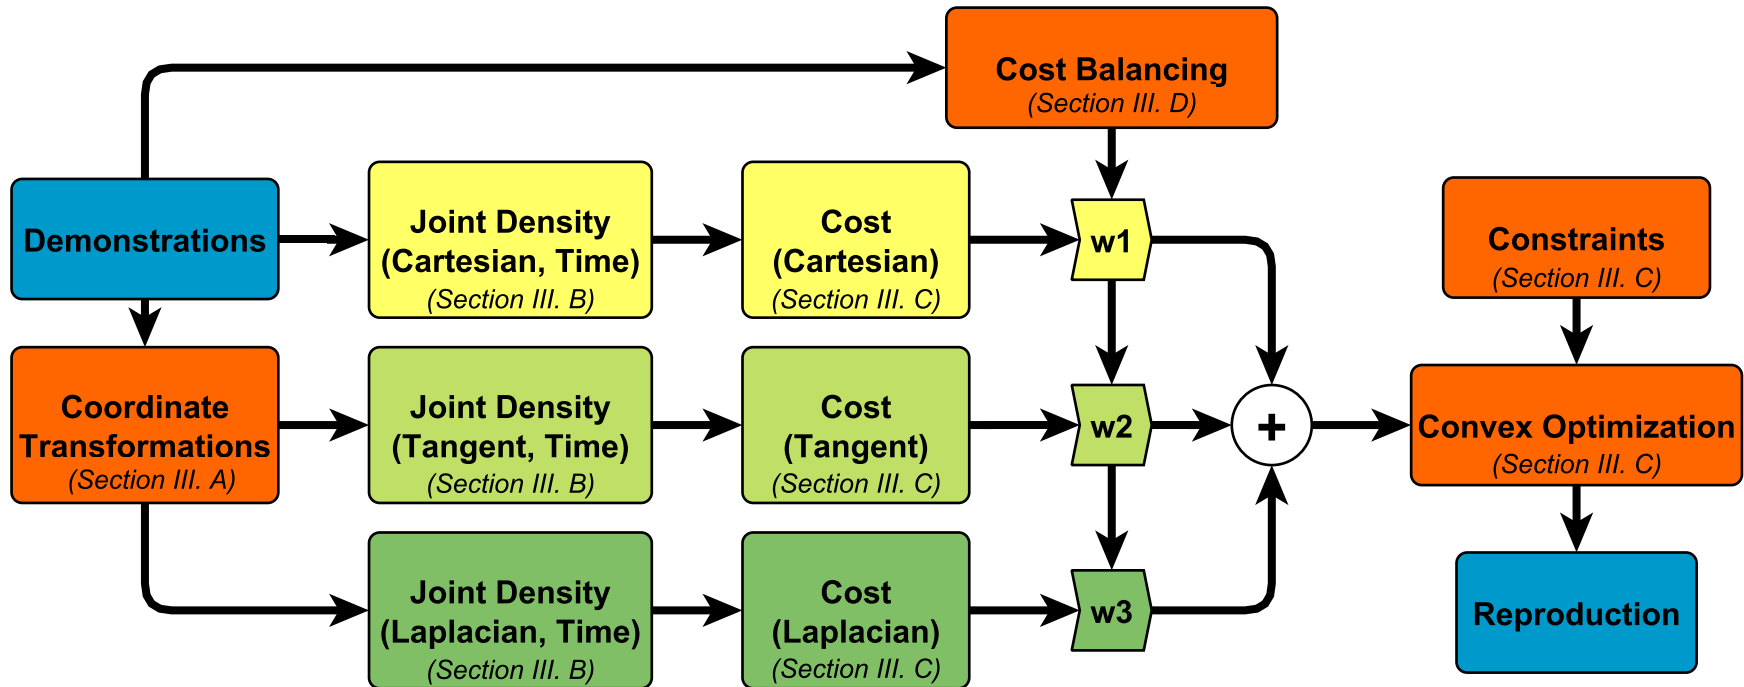 Cost Balancing
(Section III. D)
Demonstrations
Joint Density
(Cartesian, Time)
(Section III. B)
Cost
(Cartesian)
(Section III. C)
w1
Constraints
(Section III. C)
Coordinate
Transformations
(Section III. A)
Joint Density
(Tangent, Time)
(Section III. B)
Cost
(Tangent)
(Section III. C)
w2
+
Convex Optimization
(Section III. C)
Joint Density
(Laplacian, Time)
(Section III. B)
Cost
(Laplacian)
(Section III. C)
w3
Reproduction